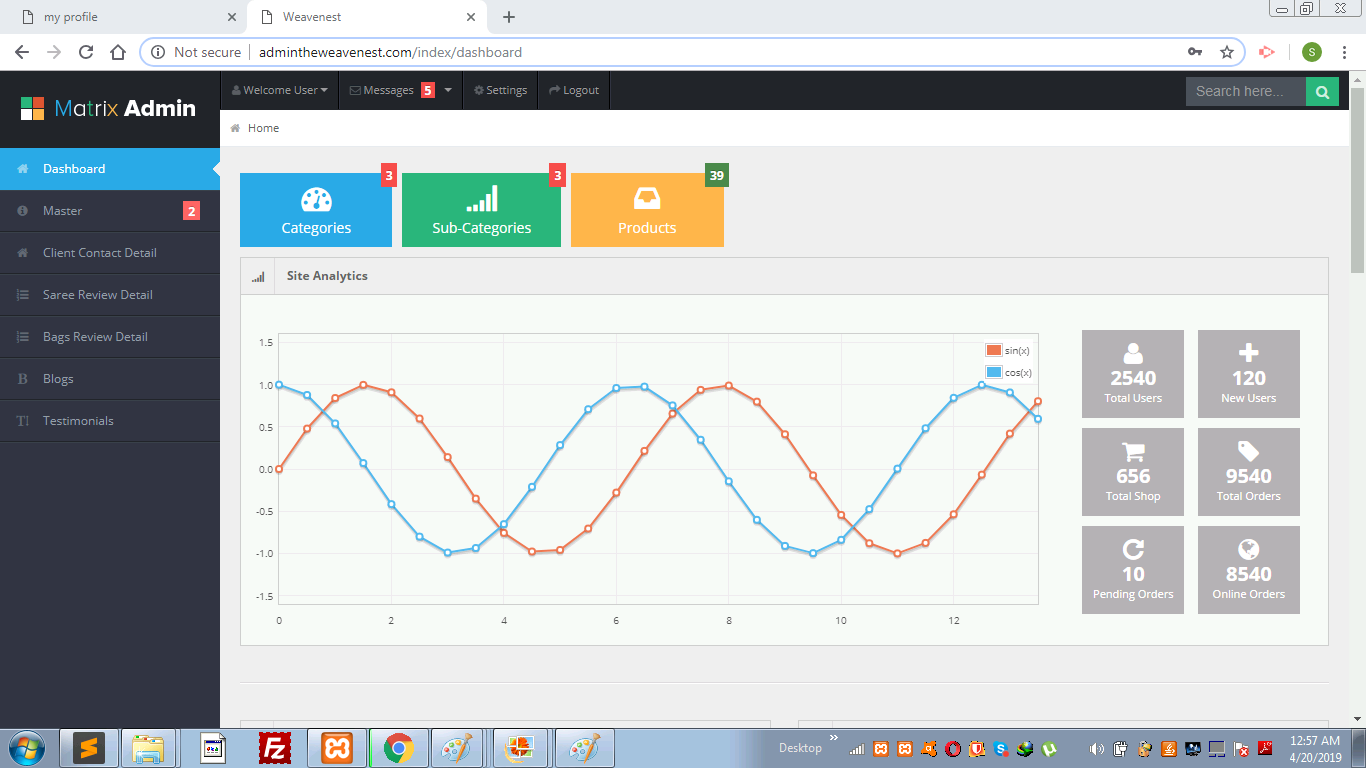 my profile
Weavenest
Not secure
admintheweavenest.com/index/dashboard
S
Matrix Admin
Welcome User
Messages 5
Settings
Logout
Search here...
Home
Dashboard
Master 2
Client Contact Detail
Saree Review Detail
Bags Review Detail
B Blogs
TI Testimonials
3
Categories
3
Sub-Categories
39
Products
Site Analytics
1.5
1.0
0.5
0.0
-0.5
-1.0
-1.5
0 2 4 6 8 10 12
sin(x)
cos(x)
2540
Total Users
120
New Users
656
Total Shop
9540
Total Orders
10
Pending Orders
8540
Online Orders
Desktop
12:57 AM
4/20/2019